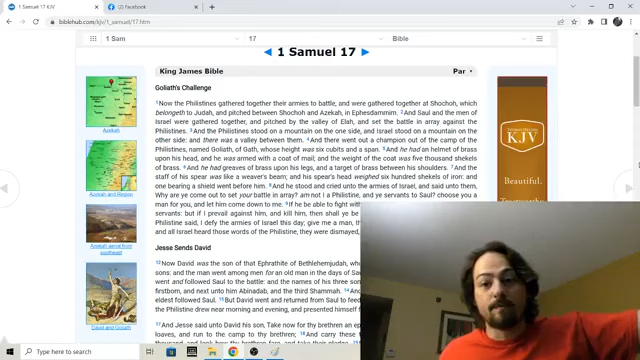 1 Samuel 17 KJV
(2) Facebook
biblehub.com/kjv/1_samuel/17.htm
1 Sam
17
Bible
1 Samuel 17
King James Bible
Par
Goliath's Challenge
1Now the Philistines gathered together their armies to battle, and were gathered together at Shochoh, which
belongeth to Judah, and pitched between Shochoh and Azekah, in Ephesdammim. 2And Saul and the men of
Israel were gathered together, and pitched by the valley of Elah, and set the battle in array against the
Philistines. 3And the Philistines stood on a mountain on the one side, and Israel stood on a mountain on the
other side: and there was a valley between them. 4And there went out a champion out of the camp of the
Philistines, named Goliath, of Gath, whose height was six cubits and a span. 5And he had an helmet of brass
upon his head, and he was armed with a coat of mail; and the weight of the coat was five thousand shekels
of brass. 6And he had greaves of brass upon his legs, and a target of brass between his shoulders. 7And the
staff of his spear was like a weaver's beam; and his spear's head weighed six hundred shekels of iron: and
one bearing a shield went before him. 8And he stood and cried unto the armies of Israel, and said unto them,
Why are ye come out to set your battle in array? am not I a Philistine, and ye servants to Saul? choose you a
man for you, and let him come down to me. 9If he be able to fight with
servants: but if I prevail against him, and kill him, then shall ye be
Philistine said, I defy the armies of Israel this day; give me a man, th
and all Israel heard those words of the Philistine, they were dismayed,
Jesse Sends David
12Now David was the son of that Ephrathite of Bethlehemjudah, wh
sons: and the man went among men for an old man in the days of Sa
went and followed Saul to the battle: and the names of his three son
firstborn, and next unto him Abinadab, and the third Shammah. 14An
eldest followed Saul. 15But David went and returned from Saul to feed
the Philistine drew near morning and evening, and presented himself f
17And Jesse said unto David his son, Take now for thy brethren an ep
loaves, and run to the camp to thy brethren; 18And carry these t
Azekah
Azekah and Region
Azekah aerial from
southeast
David and Goliath
THOMAS NELSON
KJV
Beautiful.
Trustworthy.
Type here to search